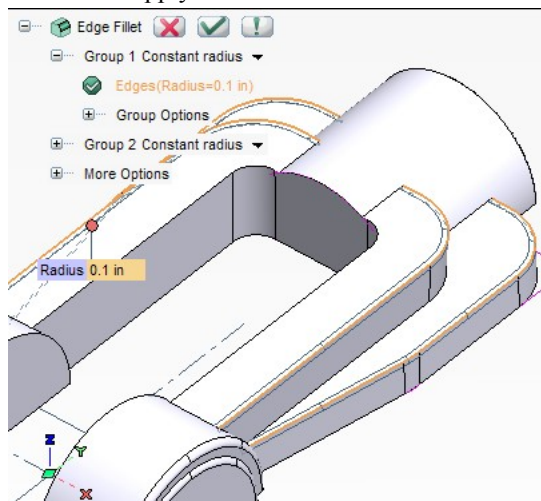 Edge Fillet
Group 1 Constant radius
Edges(Radius=0.1 in)
Group Options
Group 2 Constant radius
More Options
Radius 0.1 in
Z
Y
X